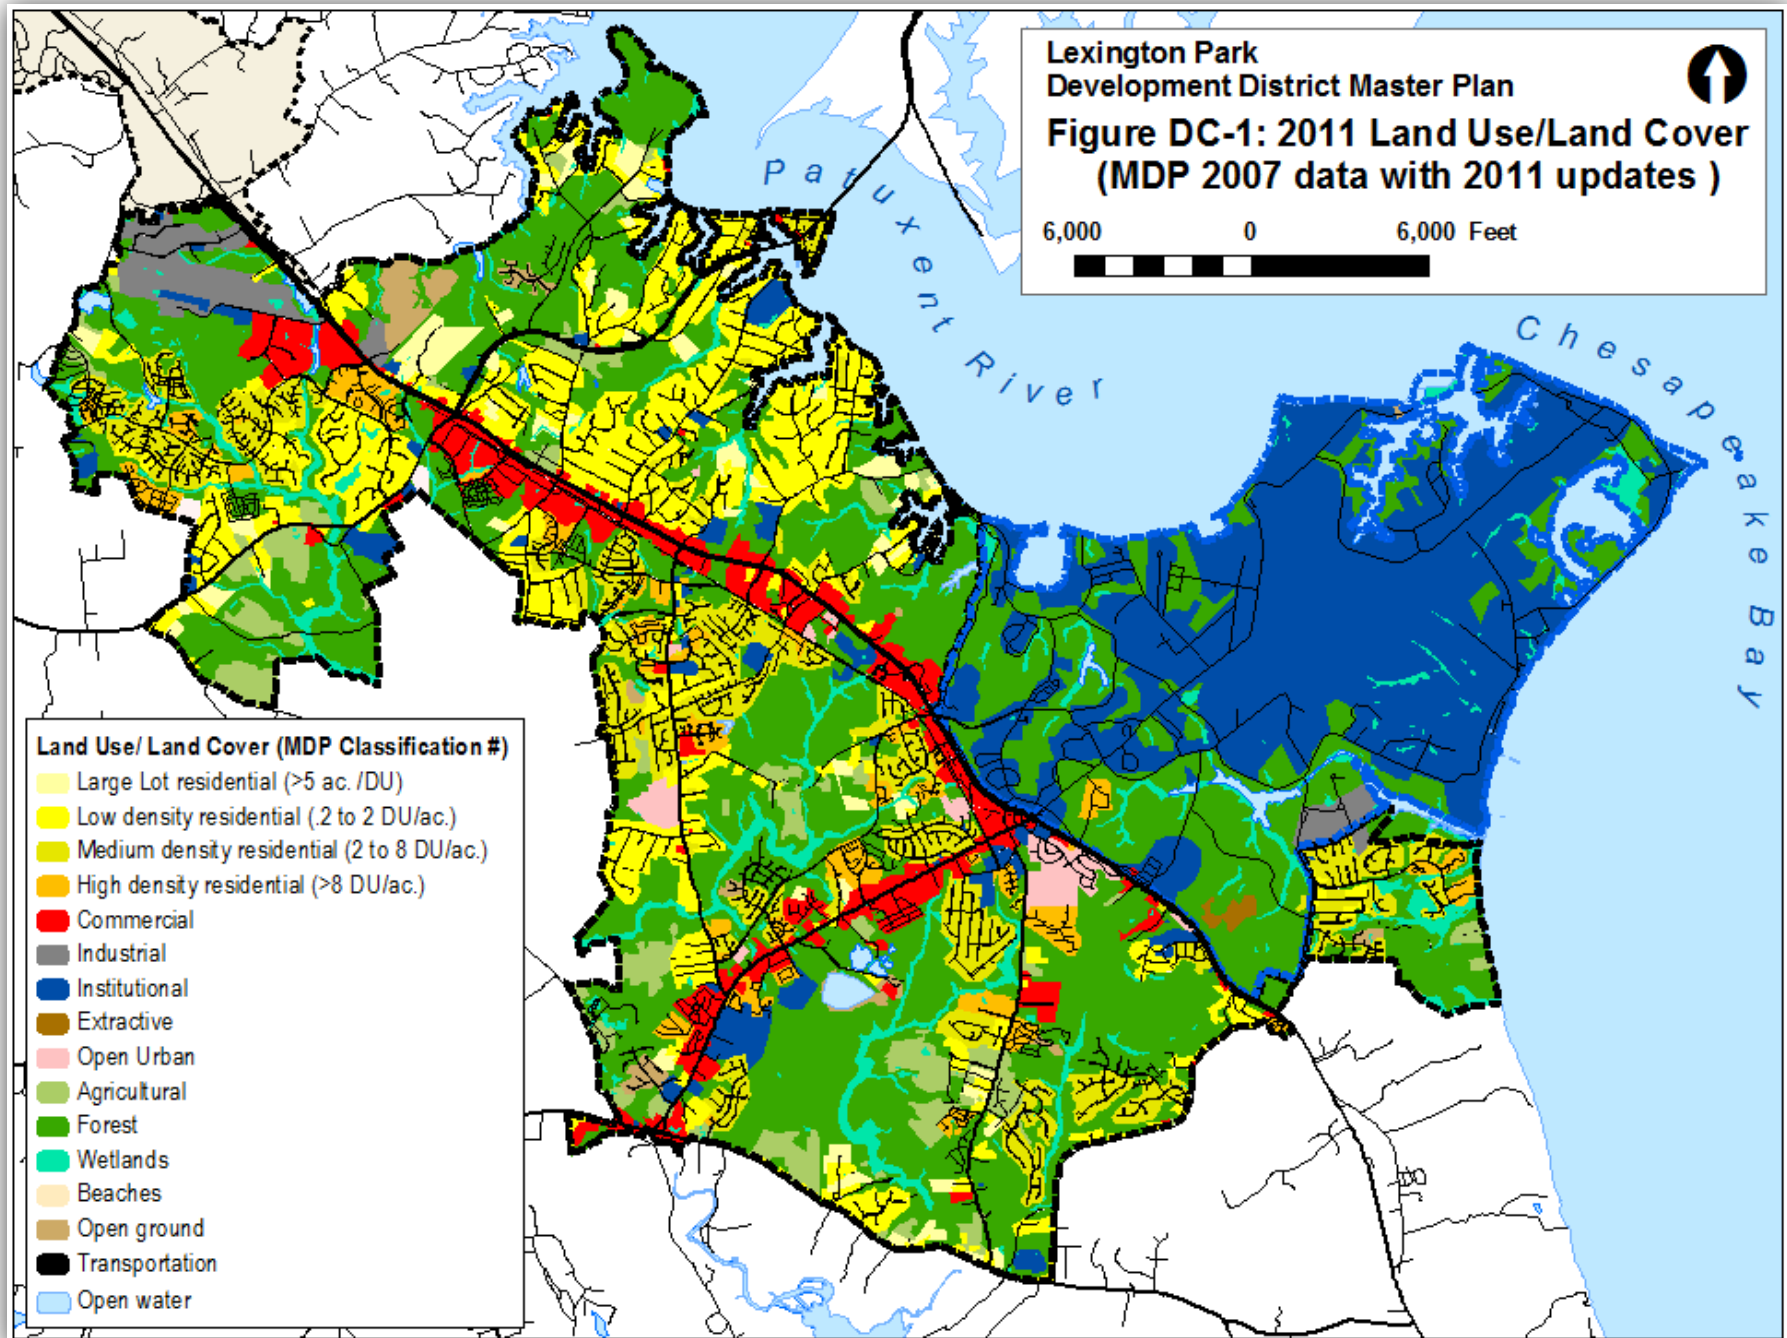 Lexington Park
Development District Master Plan
Figure DC-1: 2011 Land Use/Land Cover
(MDP 2007 data with 2011 updates )
6,000 0 6,000 Feet
Patuxent River
Chesapeake Bay
Land Use/ Land Cover (MDP Classification #)
Large Lot residential (>5 ac. /DU)
Low density residential (.2 to 2 DU/ac.)
Medium density residential (2 to 8 DU/ac.)
High density residential (>8 DU/ac.)
Commercial
Industrial
Institutional
Extractive
Open Urban
Agricultural
Forest
Wetlands
Beaches
Open ground
Transportation
Open water